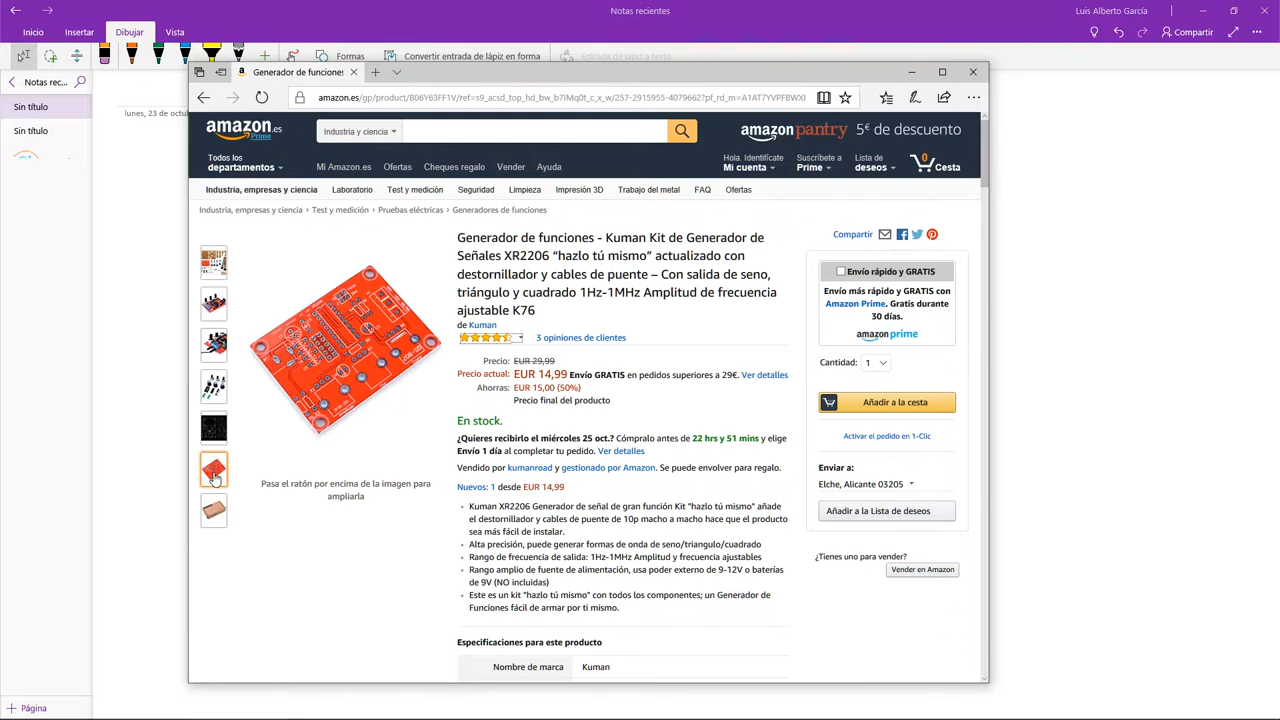 Notas recientes
Luis Alberto García
Inicio
Insertar
Dibujar
Vista
Compartir
Formas
Convertir entrada de lápiz en forma
Entrada de lápiz a texto
Notas rec...
Sin título
Sin título
lunes, 23 de octu
Página
Generador de funciones
amazon.es/gp/product/B06Y63FF1V/ref=s9_acsd_top_hd_bw_b7IMq0t_c_x_w/257-2915955-4079662?pf_rd_m=A1AT7YVPFBWXI
amazon.es
Prime
Industria y ciencia
amazonpantry 5€ de descuento
Todos los
departamentos
Mi Amazon.es
Ofertas
Cheques regalo
Vender
Ayuda
Hola. Identifícate
Mi cuenta
Suscríbete a
Prime
Lista de
deseos
0
Cesta
Industria, empresas y ciencia
Laboratorio
Test y medición
Seguridad
Limpieza
Impresión 3D
Trabajo del metal
FAQ
Ofertas
Industria, empresas y ciencia › Test y medición › Pruebas eléctricas › Generadores de funciones
Pasa el ratón por encima de la imagen para
ampliarla
Generador de funciones - Kuman Kit de Generador de
Señales XR2206 “hazlo tú mismo” actualizado con
destornillador y cables de puente – Con salida de seno,
triángulo y cuadrado 1Hz-1MHz Amplitud de frecuencia
ajustable K76
de Kuman
3 opiniones de clientes
Precio: EUR 29,99
Precio actual: EUR 14,99 Envío GRATIS en pedidos superiores a 29€. Ver detalles
Ahorras: EUR 15,00 (50%)
Precio final del producto
En stock.
¿Quieres recibirlo el miércoles 25 oct.? Cómpralo antes de 22 hrs y 51 mins y elige
Envío 1 día al completar tu pedido. Ver detalles
Vendido por kumanroad y gestionado por Amazon. Se puede envolver para regalo.
Nuevos: 1 desde EUR 14,99
Kuman XR2206 Generador de señal de gran función Kit "hazlo tú mismo" añade
el destornillador y cables de puente de 10p macho a macho hace que el producto
sea más fácil de instalar.
Alta precisión, puede generar formas de onda de seno/triangulo/cuadrado
Rango de frecuencia de salida: 1Hz-1MHz Amplitud y frecuencia ajustables
Rango amplio de fuente de alimentación, usa poder externo de 9-12V o baterías
de 9V (NO incluidas)
Este es un kit "hazlo tú mismo" con todos los componentes; un Generador de
Funciones fácil de armar por ti mismo.
Especificaciones para este producto
Nombre de marca
Kuman
Compartir
Envío rápido y GRATIS
Envío más rápido y GRATIS con
Amazon Prime. Gratis durante
30 días.
amazon prime
Cantidad: 1
Añadir a la cesta
Activar el pedido en 1-Clic
Enviar a:
Elche, Alicante 03205
Añadir a la Lista de deseos
¿Tienes uno para vender?
Vender en Amazon